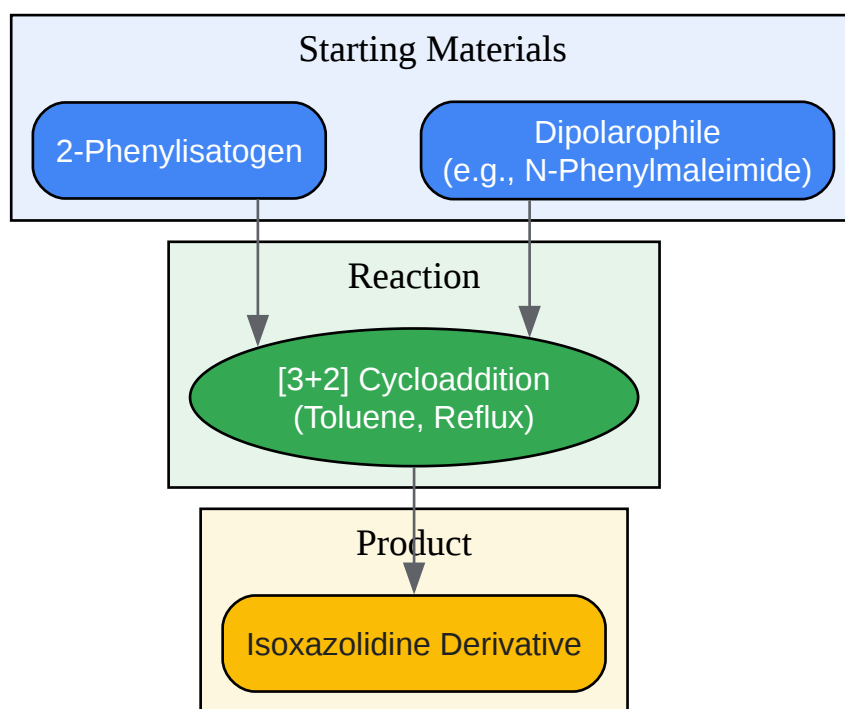 Starting Materials
2-Phenylisatogen
Dipolarophile
(e.g., N-Phenylmaleimide)
Reaction
[3+2] Cycloaddition
(Toluene, Reflux)
Product
Isoxazolidine Derivative